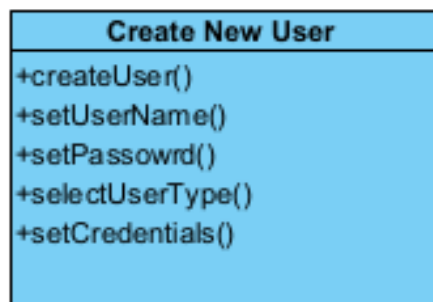 Create New User
+createUser()
+setUserName()
+setPassowrd()
+selectUserType()
+setCredentials()